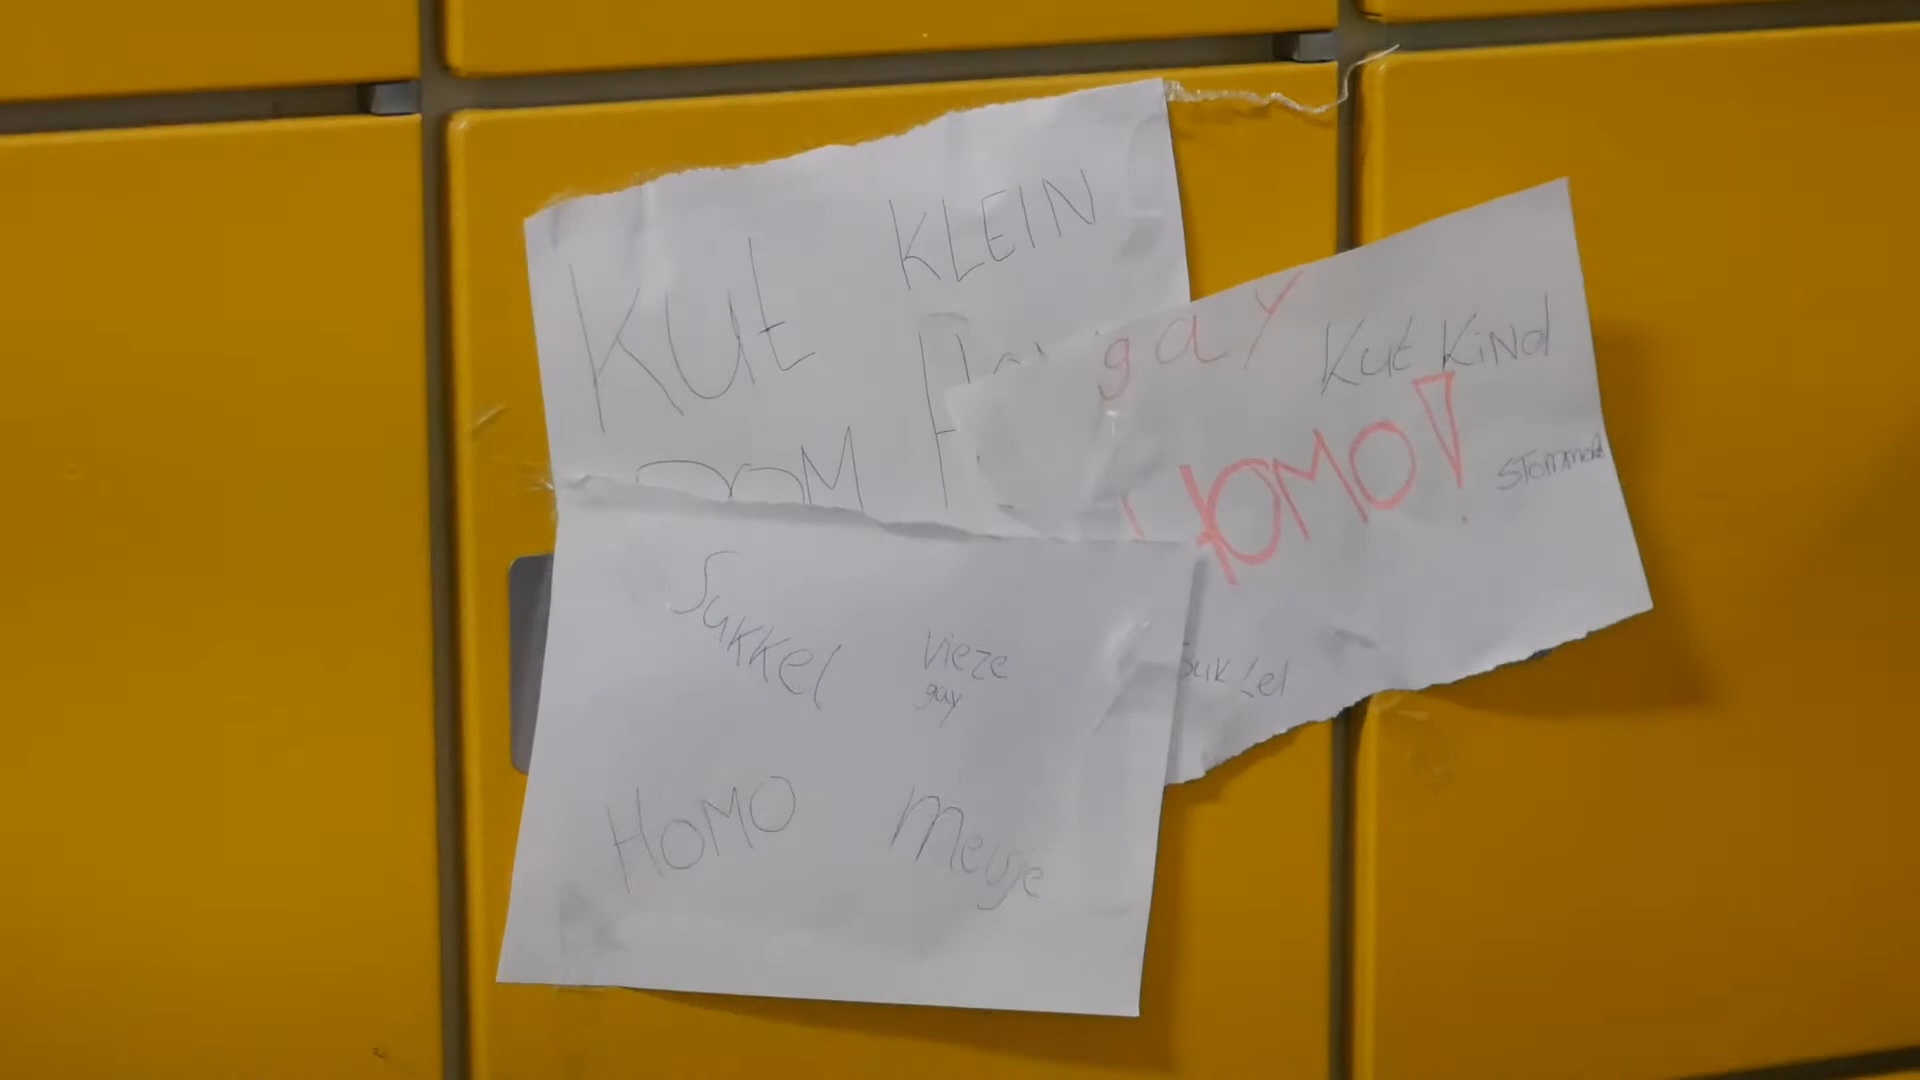 KLEIN
Kut
gay
Kut Kind
HOMO!
Sukkel
Vieze
gay
Sukkel
HOMO
Meisje